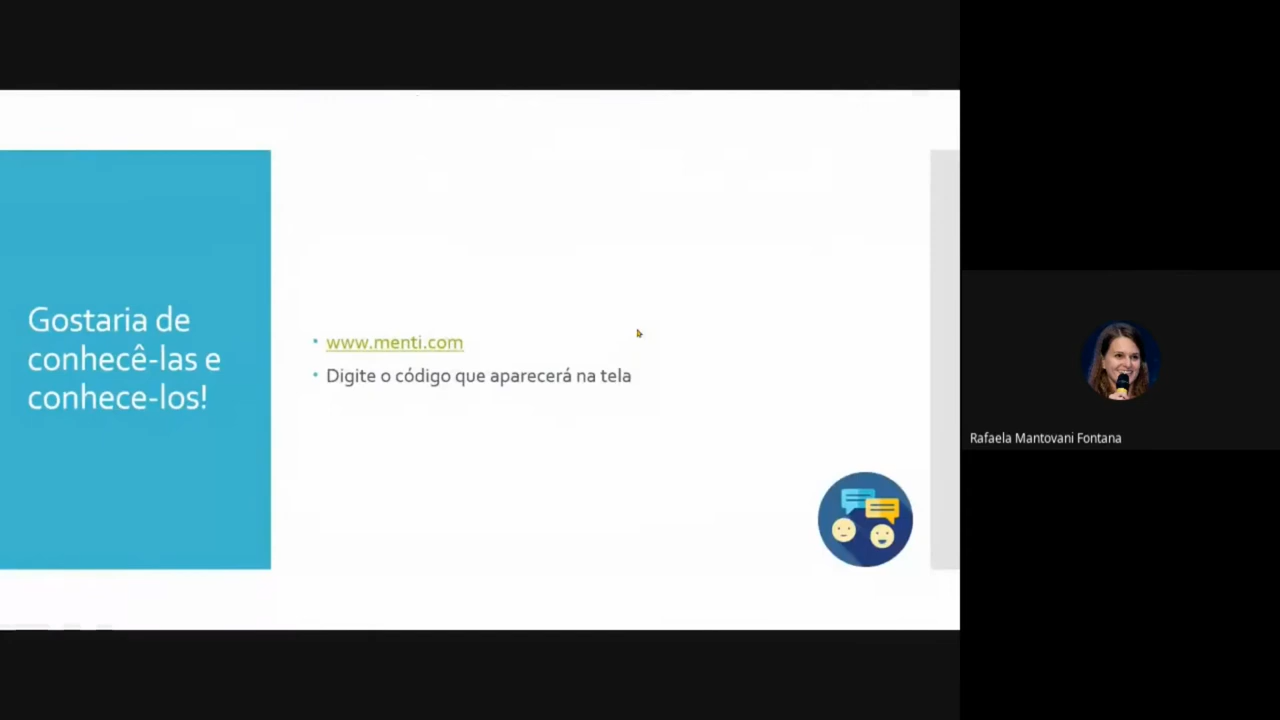 Gostaria de
conhecê-las e
conhece-los!
www.menti.com
Digite o código que aparecerá na tela
Rafaela Mantovani Fontana